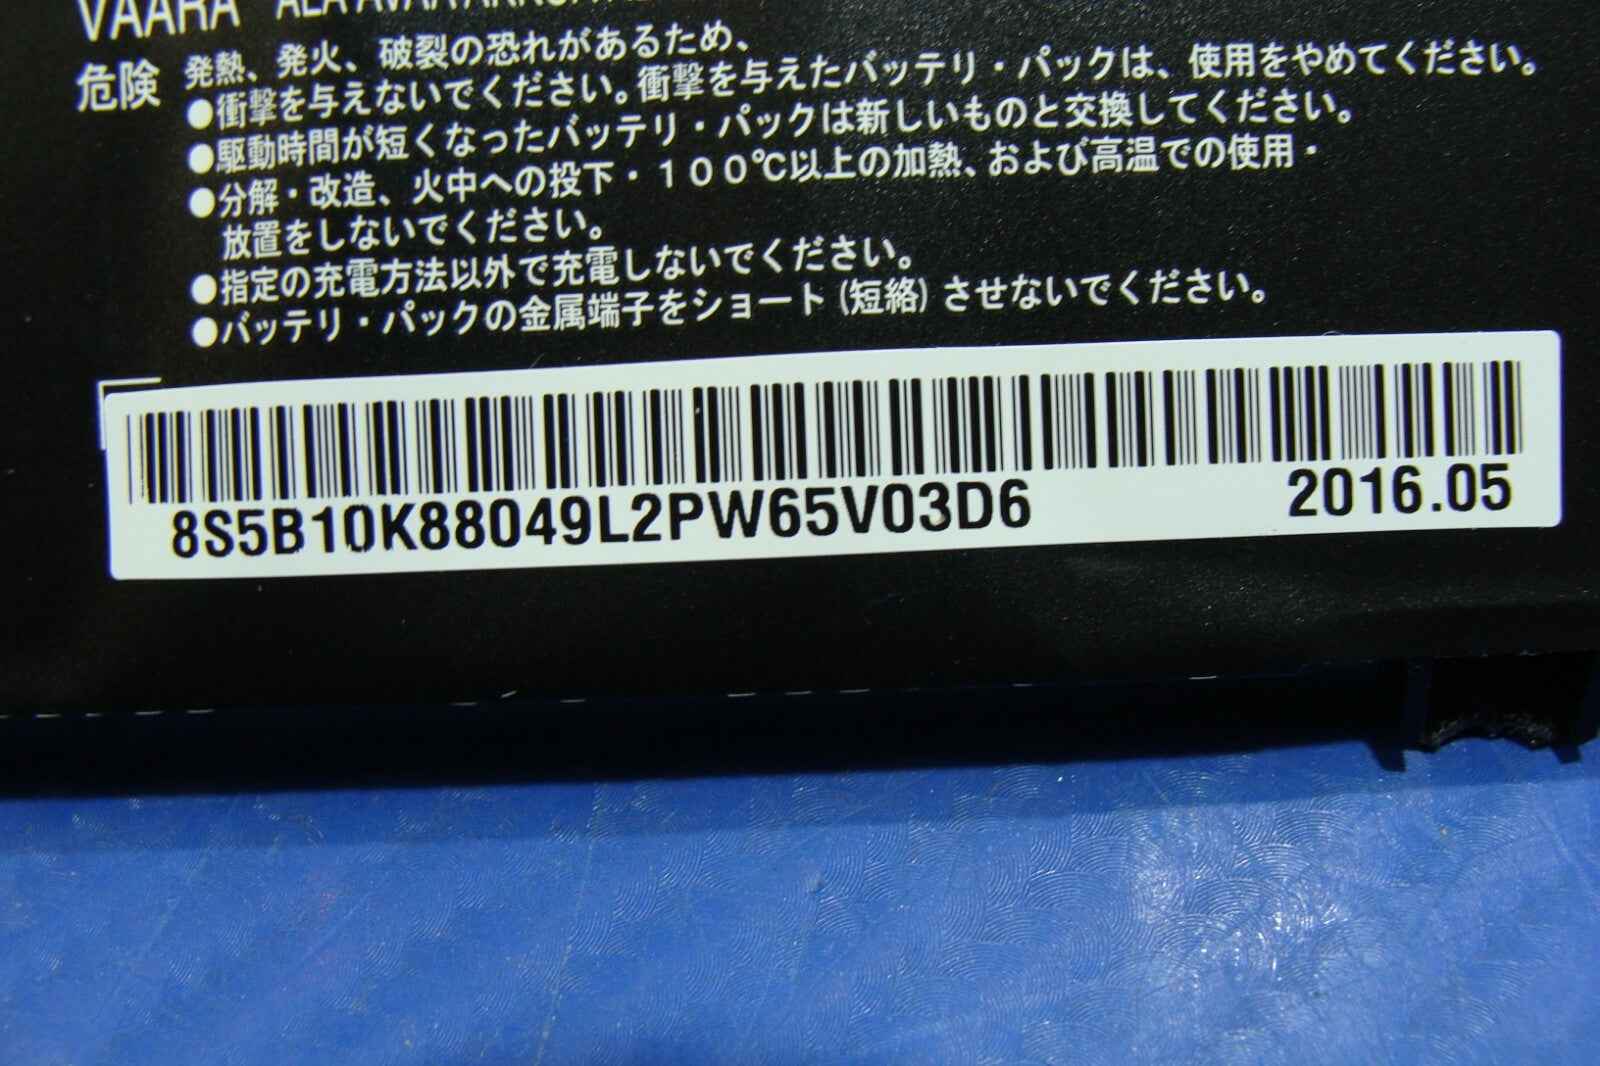 VAARA ÄLÄ AVAA
危険 発熱、発火、破裂の恐れがあるため、
●衝撃を与えないでください。衝撃を与えたバッテリ・パックは、使用をやめてください。
●駆動時間が短くなったバッテリ・パックは新しいものと交換してください。
●分解・改造、火中への投下・100℃以上の加熱、および高温での使用・
放置をしないでください。
●指定の充電方法以外で充電しないでください。
●バッテリ・パックの金属端子をショート(短絡)させないでください。
8S5B10K88049L2PW65V03D6 2016.05